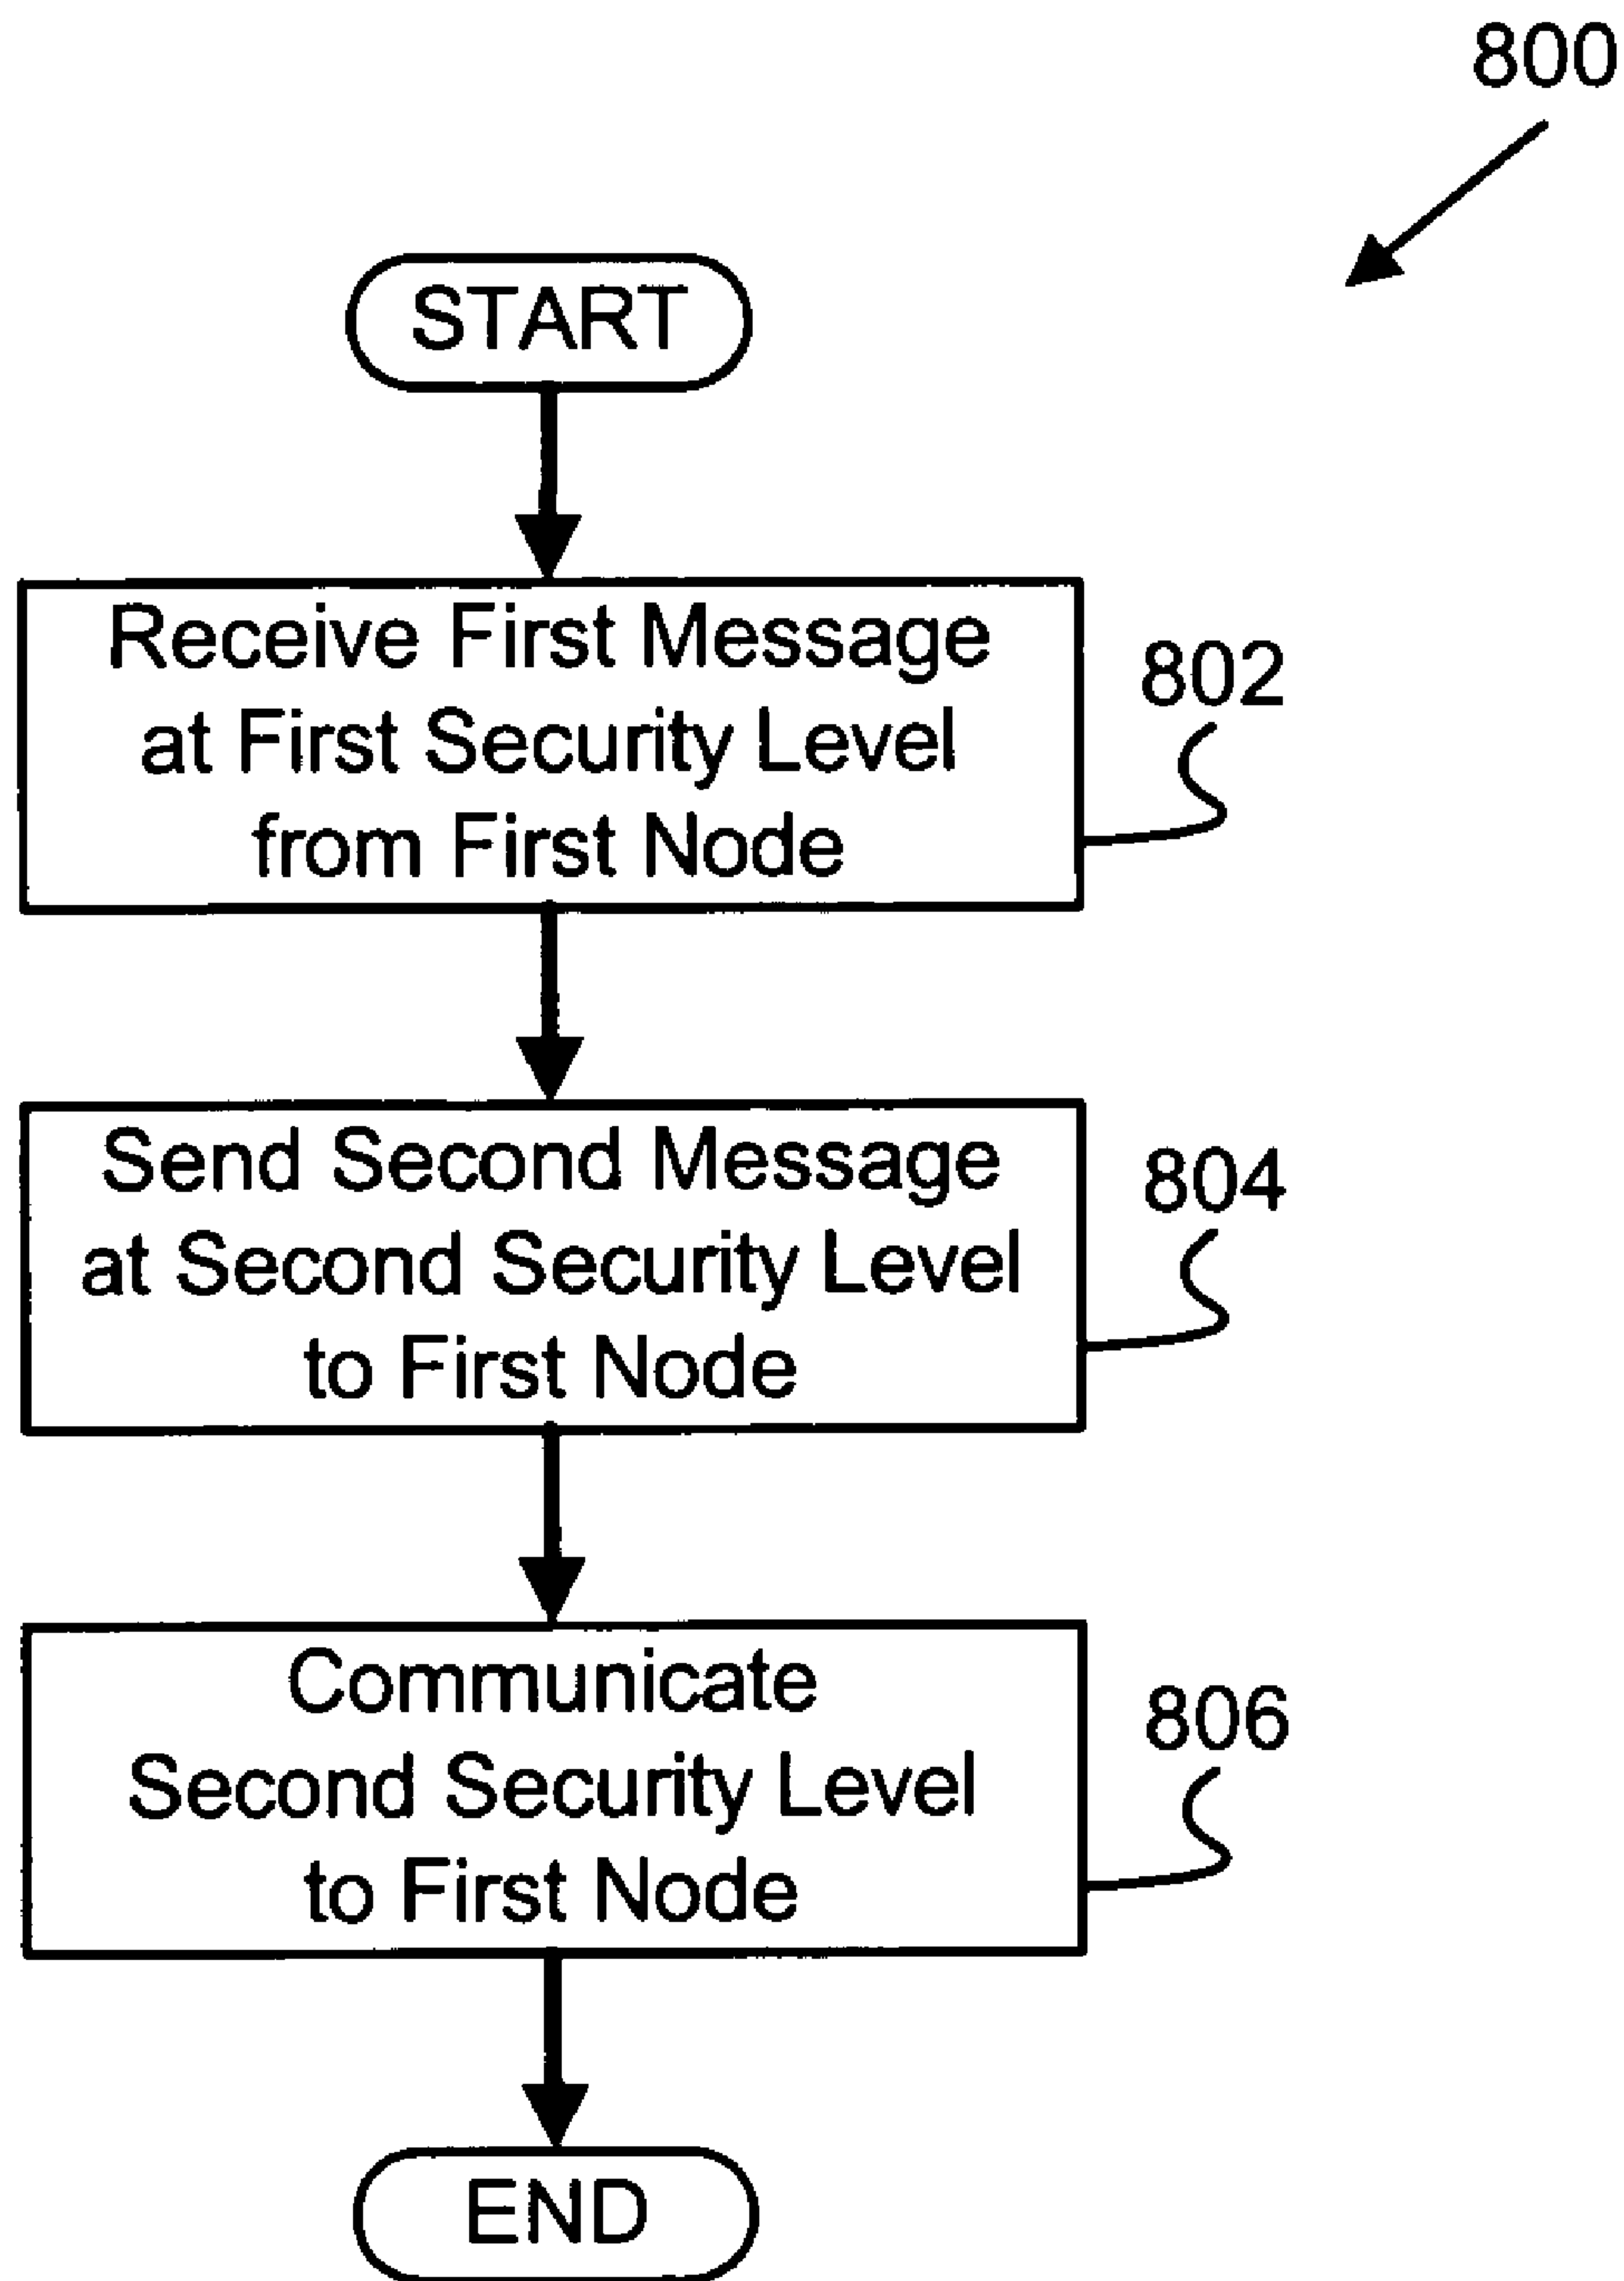 800
START
Receive First Message
at First Security Level
from First Node
802
Send Second Message
at Second Security Level
to First Node
804
Communicate
Second Security Level
to First Node
806
END